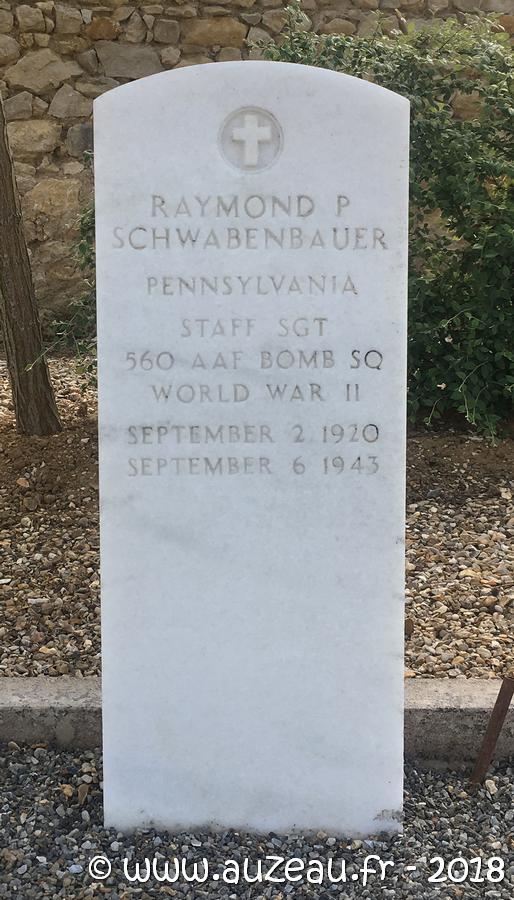 RAYMOND P
SCHWABENBAUER
PENNSYLVANIA
STAFF SGT
560 AAF BOMB SQ
WORLD WAR II
SEPTEMBER 2 1920
SEPTEMBER 6 1943
© www.auzeau.fr - 2018